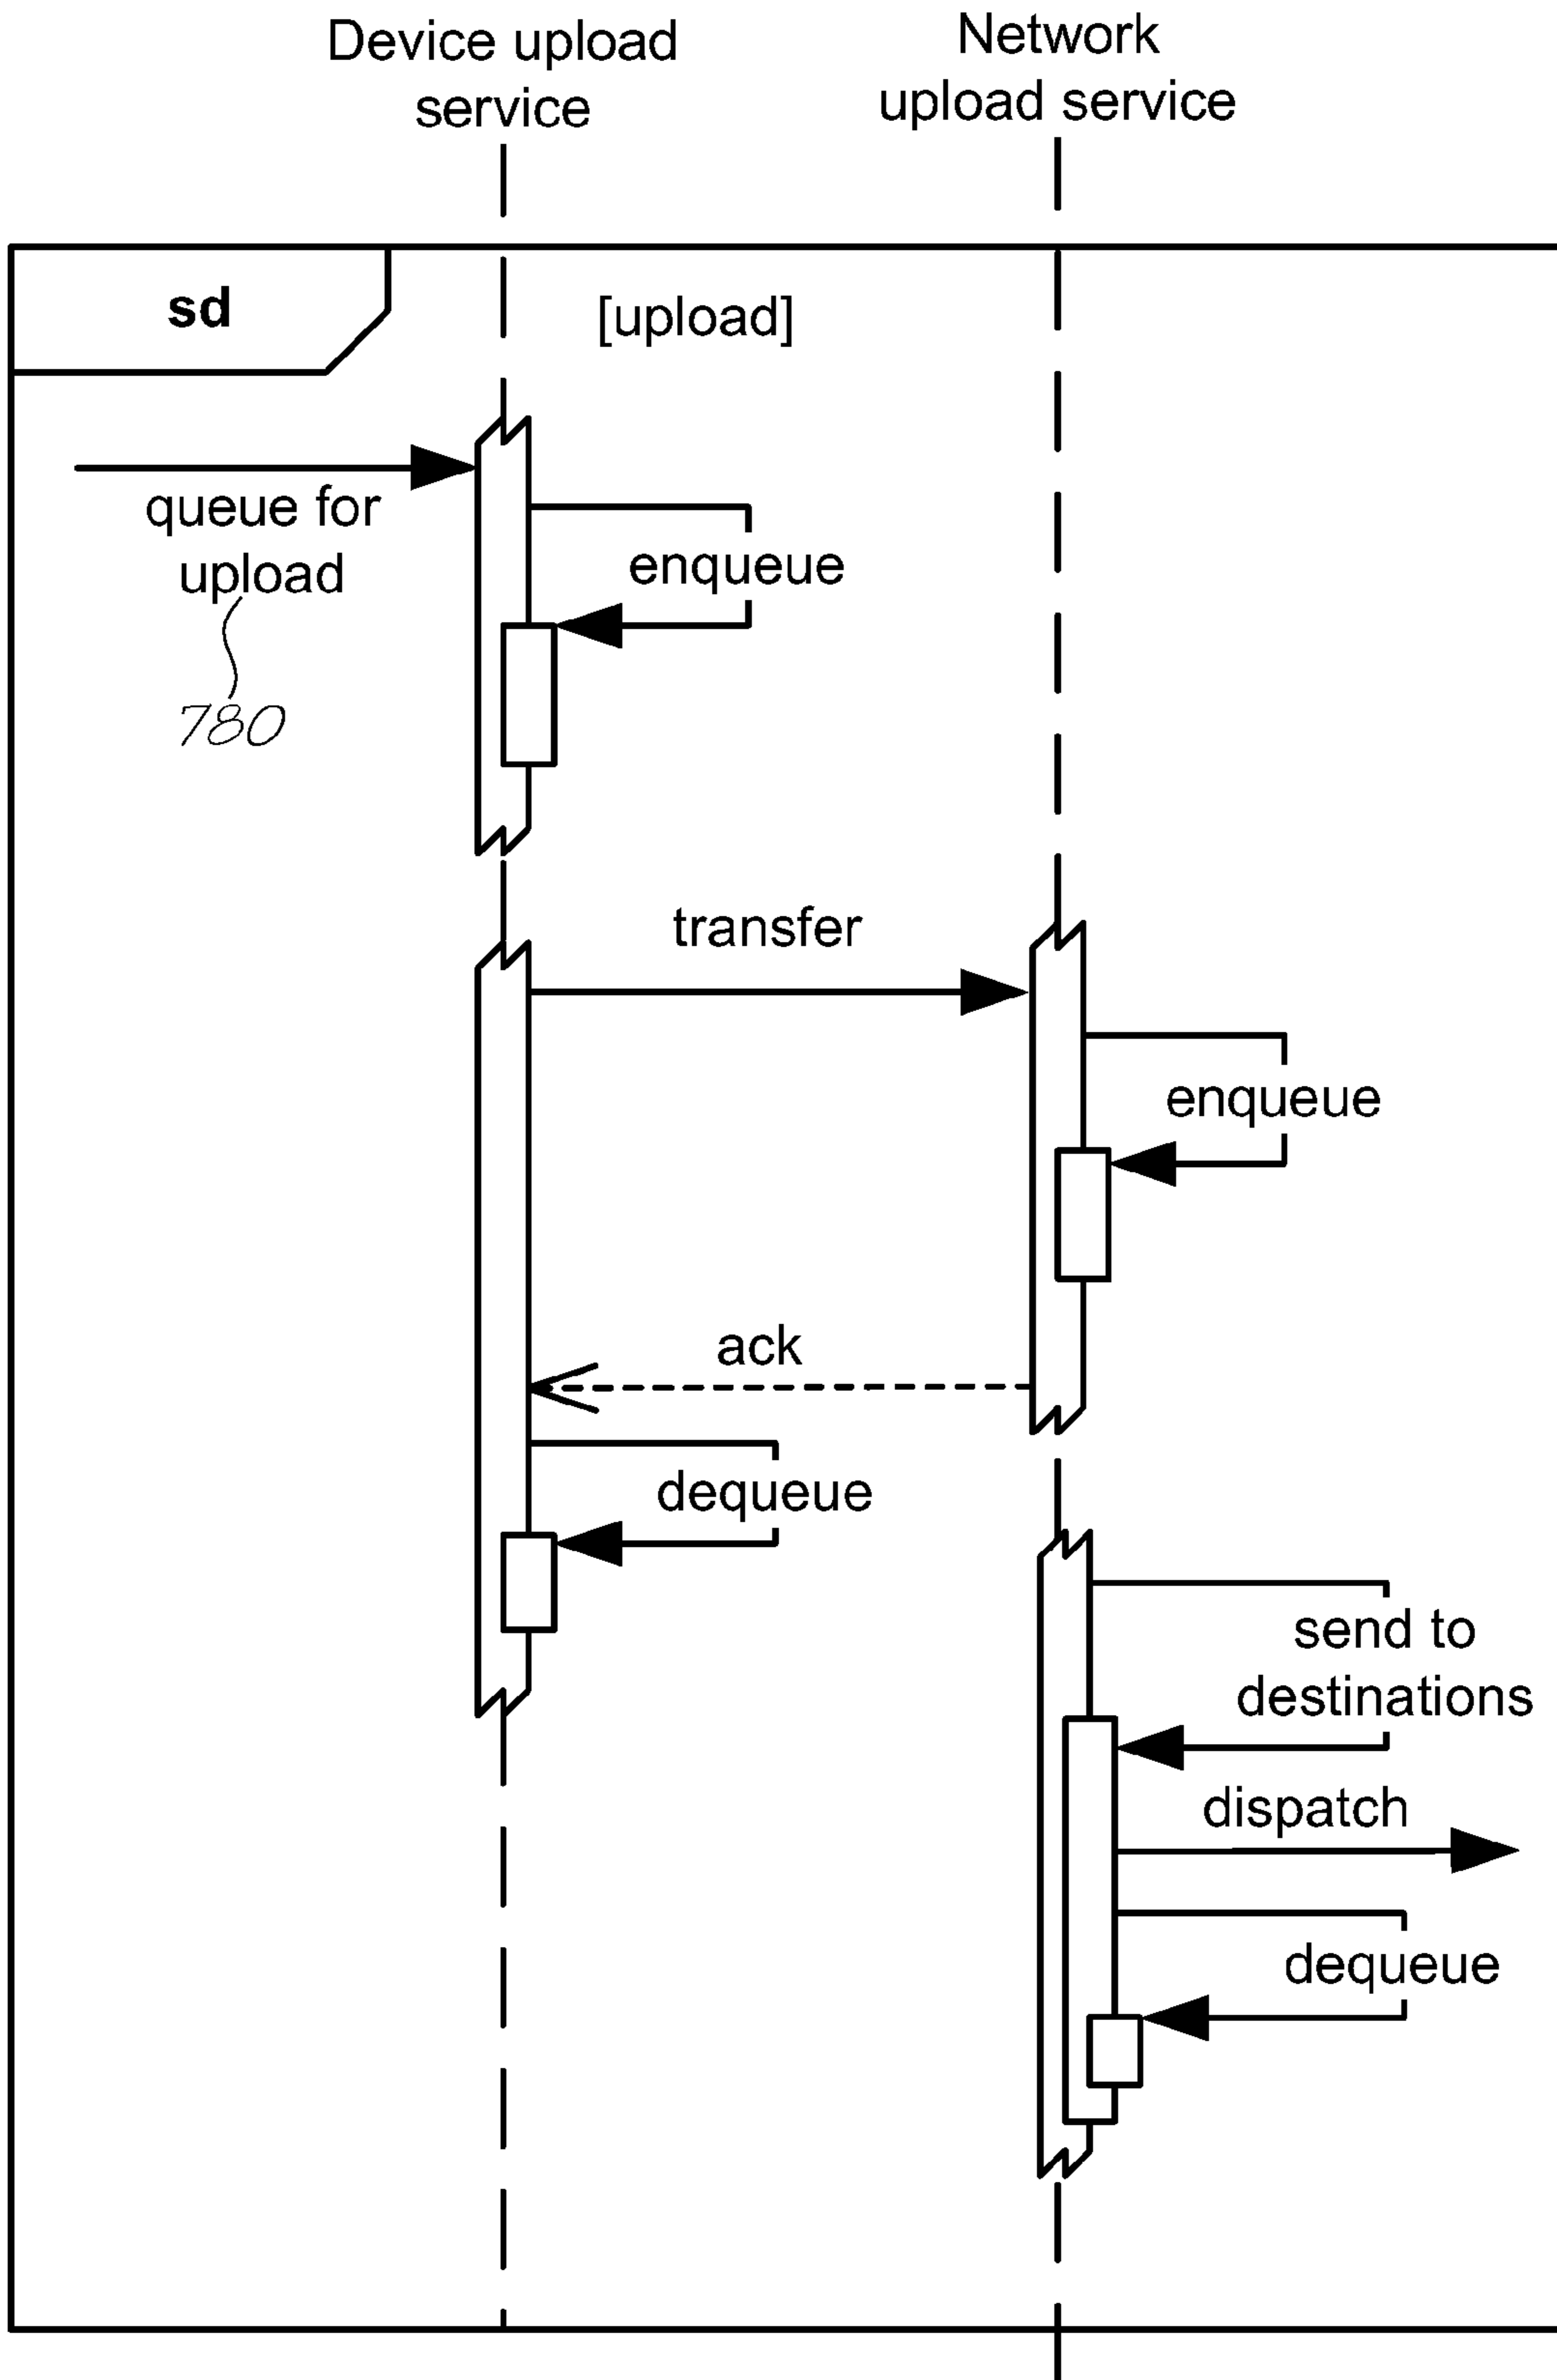 Device upload
service
Network
upload service
sd
[upload]
queue for
upload
780
enqueue
transfer
enqueue
ack
dequeue
send to
destinations
dispatch
dequeue